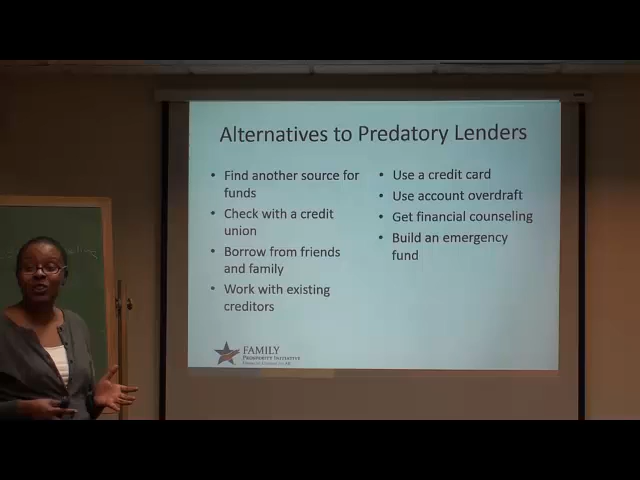 Alternatives to Predatory Lenders
• Find another source for
funds
• Check with a credit
union
• Borrow from friends
and family
• Work with existing
creditors
• Use a credit card
• Use account overdraft
• Get financial counseling
• Build an emergency
fund
FAMILY
PROSPERITY INITIATIVE